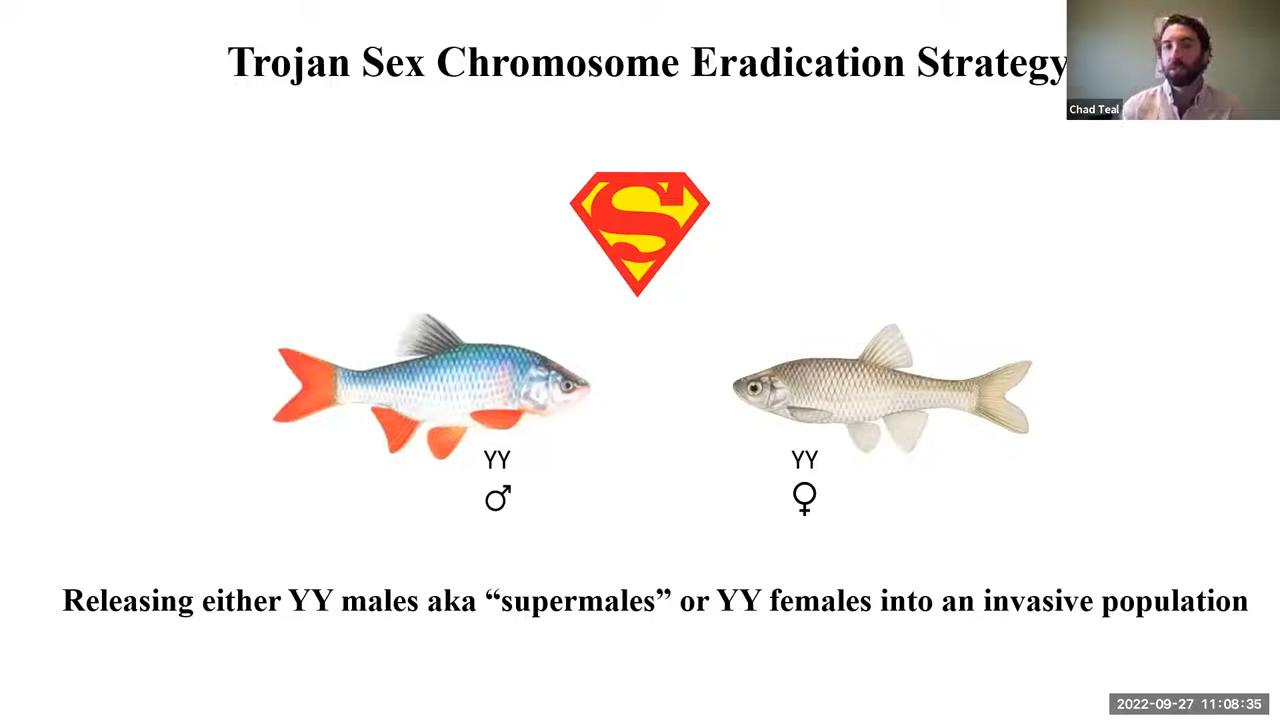 Trojan Sex Chromosome Eradication Strategy
Chad Teal
S
YY
♂
YY
♀
Releasing either YY males aka “supermales” or YY females into an invasive population
2022-09-27 11:08:35